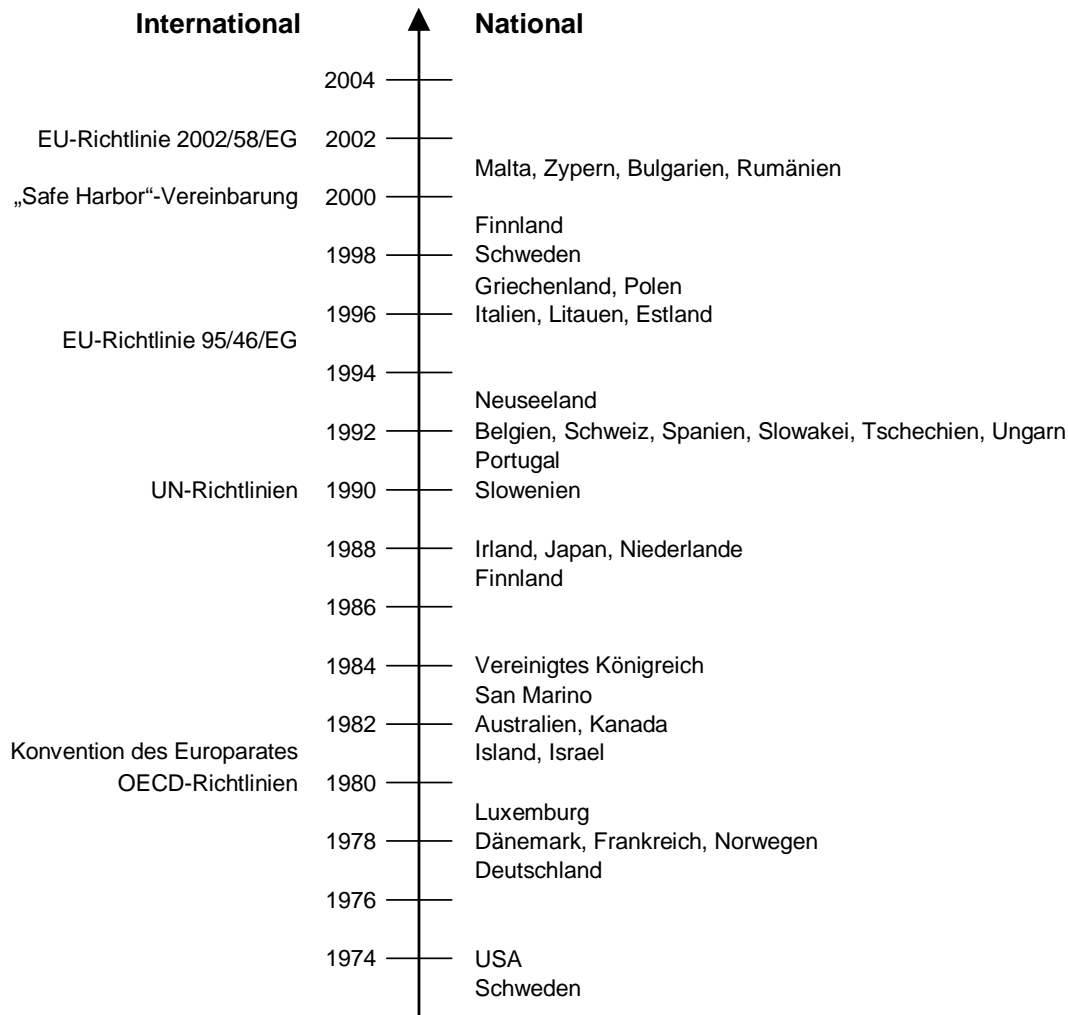 International National
2004
EU-Richtlinie 2002/58/EG 2002
Malta, Zypern, Bulgarien, Rumänien
„Safe Harbor“-Vereinbarung 2000
Finnland
1998 Schweden
Griechenland, Polen
1996 Italien, Litauen, Estland
EU-Richtlinie 95/46/EG
1994
Neuseeland
1992 Belgien, Schweiz, Spanien, Slowakei, Tschechien, Ungarn
Portugal
UN-Richtlinien 1990 Slowenien
1988 Irland, Japan, Niederlande
Finnland
1986
1984 Vereinigtes Königreich
San Marino
1982 Australien, Kanada
Konvention des Europarates Island, Israel
OECD-Richtlinien 1980
Luxemburg
1978 Dänemark, Frankreich, Norwegen
Deutschland
1976
1974 USA
Schweden